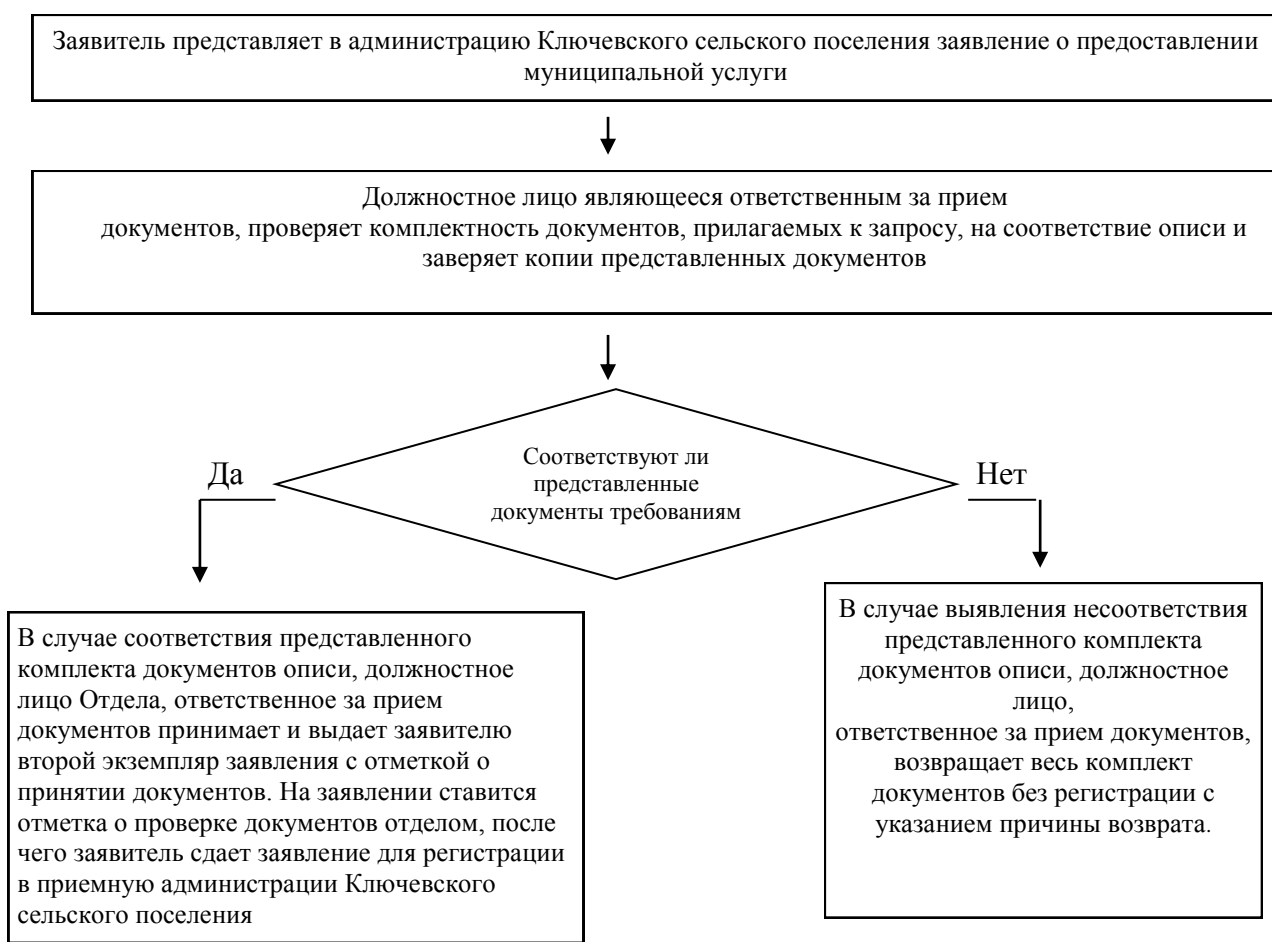 Заявитель представляет в администрацию Ключевского сельского поселения заявление о предоставлении
муниципальной услуги
Должностное лицо являющееся ответственным за прием
документов, проверяет комплектность документов, прилагаемых к запросу, на соответствие описи и
заверяет копии представленных документов
Соответствуют ли
представленные
документы требованиям
Да
Нет
В случае соответствия представленного
комплекта документов описи, должностное
лицо Отдела, ответственное за прием
документов принимает и выдает заявителю
второй экземпляр заявления с отметкой о
принятии документов. На заявлении ставится
отметка о проверке документов отделом, после
чего заявитель сдает заявление для регистрации
в приемную администрации Ключевского
сельского поселения
В случае выявления несоответствия
представленного комплекта
документов описи, должностное
лицо,
ответственное за прием документов,
возвращает весь комплект
документов без регистрации с
указанием причины возврата.